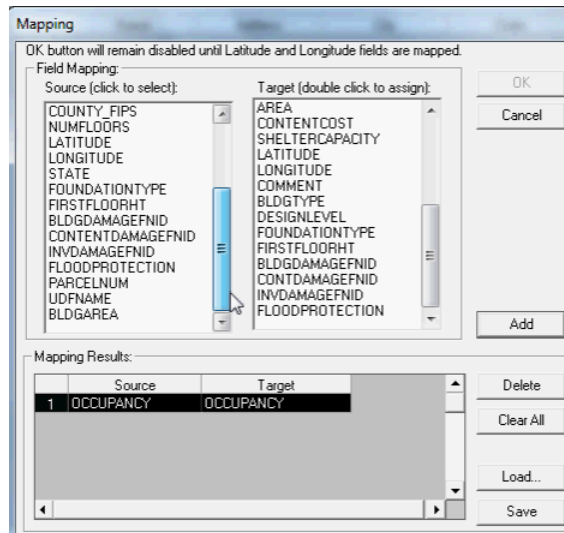 Mapping
OK button will remain disabled until Latitude and Longitude fields are mapped.
Field Mapping:
Source (click to select):
Target (double click to assign):
COUNTY_FIPS
NUMFLOORS
LATITUDE
LONGITUDE
STATE
FOUNDATIONTYPE
FIRSTFLOORHT
BLDGDAMAGEFNID
CONTENTDAMAGEFNID
INVDAMAGEFNID
FLOODPROTECTION
PARCELNUM
UDFNAME
BLDGAREA
AREA
CONTENTCOST
SHELTERCAPACITY
LATITUDE
LONGITUDE
COMMENT
BLDGTYPE
DESIGNLEVEL
FOUNDATIONTYPE
FIRSTFLOORHT
BLDGDAMAGEFNID
CONTDAMAGEFNID
INVDAMAGEFNID
FLOODPROTECTION
OK
Cancel
Add
Mapping Results:
Source Target
1 OCCUPANCY OCCUPANCY
Delete
Clear All
Load...
Save